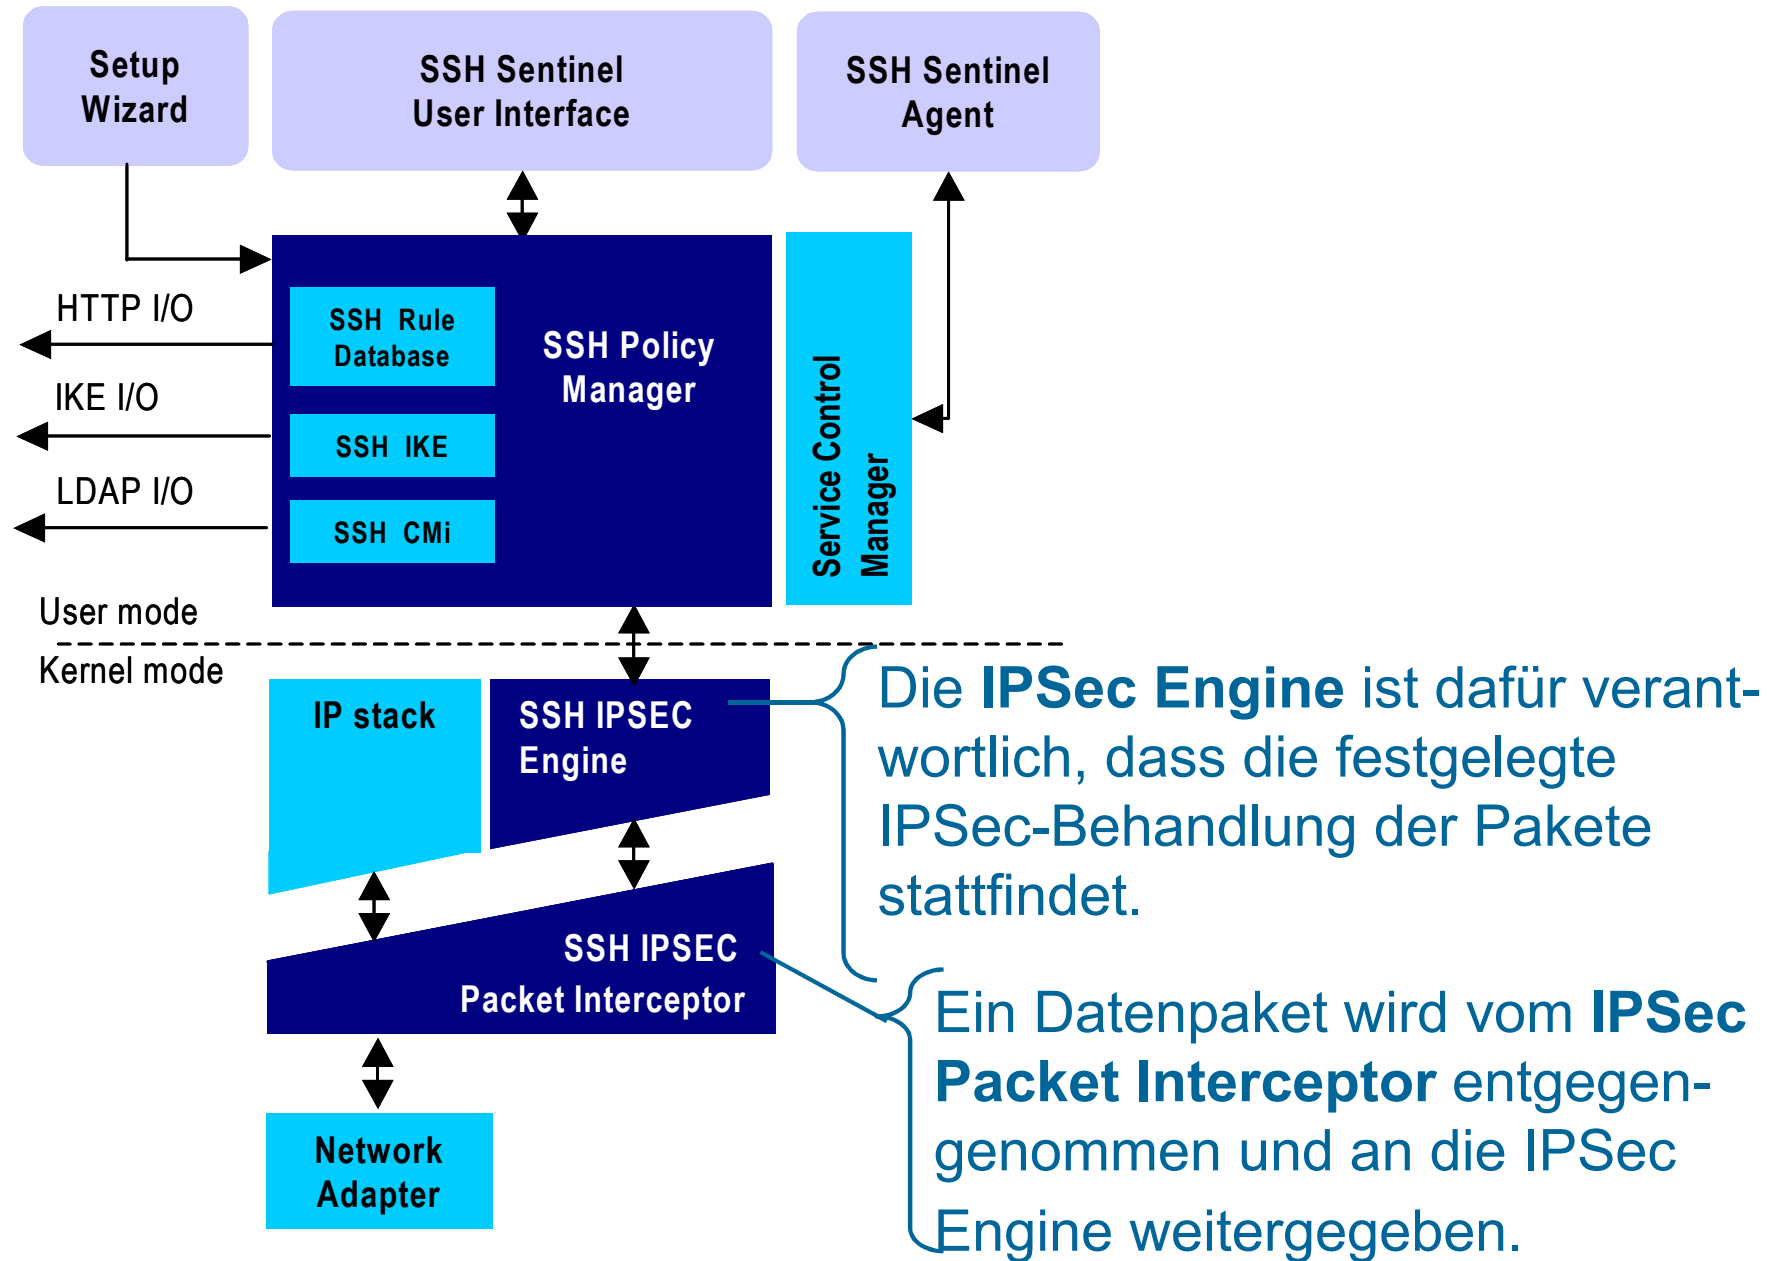 Setup
Wizard
SSH Sentinel
User Interface
SSH Sentinel
Agent
HTTP I/O
IKE I/O
LDAP I/O
SSH Rule
Database
SSH IKE
SSH CMi
SSH Policy
Manager
Service Control
Manager
User mode
Kernel mode
IP stack
SSH IPSEC
Engine
SSH IPSEC
Packet Interceptor
Network
Adapter
Die IPSec Engine ist dafür verant-
wortlich, dass die festgelegte
IPSec-Behandlung der Pakete
stattfindet.
Ein Datenpaket wird vom IPSec
Packet Interceptor entgegen-
genommen und an die IPSec
Engine weitergegeben.